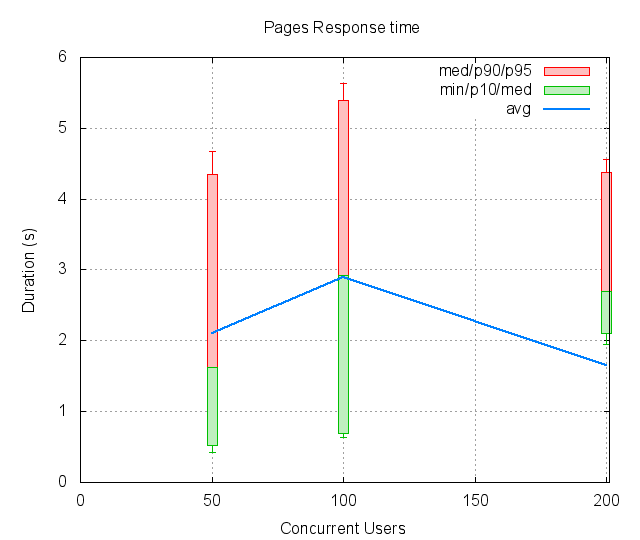 Pages Response time
6
med/p90/p95
min/p10/med
avg
5
4
3
2
1
0
Duration (s)
0 50 100 150 200
Concurrent Users